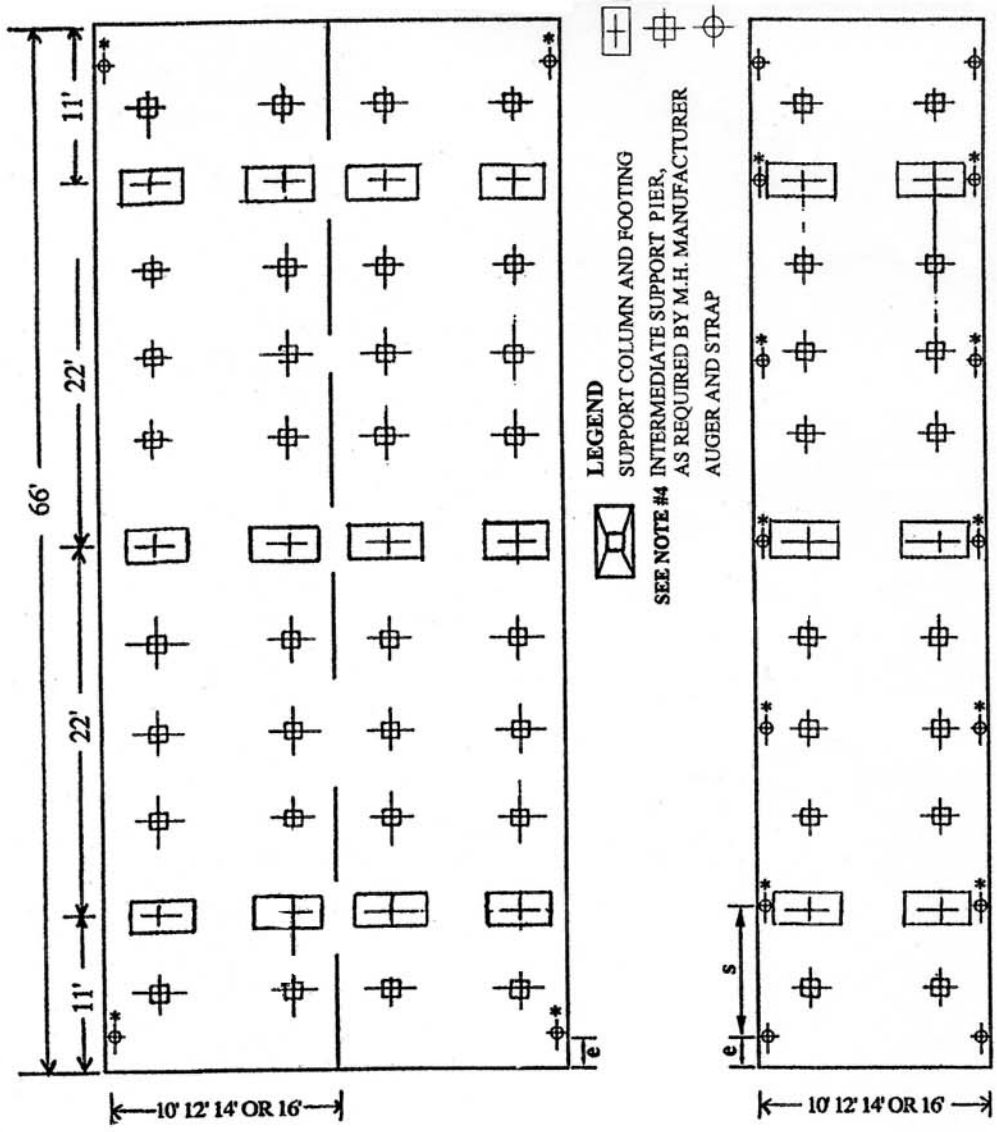 66'
11'
22'
22'
11'
10' 12' 14' OR 16'
e
LEGEND
SUPPORT COLUMN AND FOOTING
SEE NOTE #4 INTERMEDIATE SUPPORT PIER,
AS REQUIRED BY M.H. MANUFACTURER
AUGER AND STRAP
* *
* *
* *
* *
* *
* *
* *
s
e
10' 12' 14' OR 16'